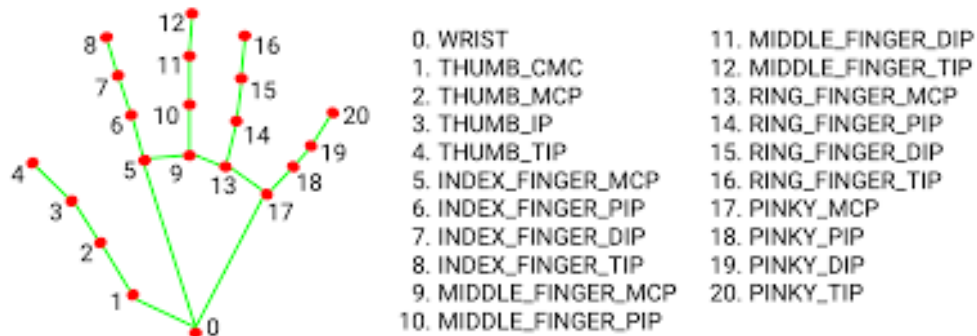 12
8
16
11
7
15
10
6
20
14
19
4
5
9
13
18
3
17
2
1
0
0. WRIST
1. THUMB_CMC
2. THUMB_MCP
3. THUMB_IP
4. THUMB_TIP
5. INDEX_FINGER_MCP
6. INDEX_FINGER_PIP
7. INDEX_FINGER_DIP
8. INDEX_FINGER_TIP
9. MIDDLE_FINGER_MCP
10. MIDDLE_FINGER_PIP
11. MIDDLE_FINGER_DIP
12. MIDDLE_FINGER_TIP
13. RING_FINGER_MCP
14. RING_FINGER_PIP
15. RING_FINGER_DIP
16. RING_FINGER_TIP
17. PINKY_MCP
18. PINKY_PIP
19. PINKY_DIP
20. PINKY_TIP